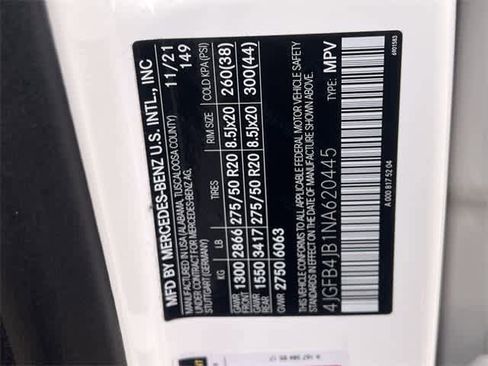 MFD BY MERCEDES-BENZ U.S. INTL., INC
MANUFACTURED IN USA (ALABAMA, TUSCALOOSA COUNTY) 11/21
UNDER CONTRACT FOR MERCEDES-BENZ AG, 149
STUTTGART (GERMANY)
KG LB TIRES RIM SIZE COLD KPA (PSI)
GAWR FRONT 1300 2866 275/50 R20 8.5Jx20 260(38)
GAWR REAR 1550 3417 275/50 R20 8.5Jx20 300(44)
GVWR 2750 6063
THIS VEHICLE CONFORMS TO ALL APPLICABLE FEDERAL MOTOR VEHICLE SAFETY
STANDARDS IN EFFECT ON THE DATE OF MANUFACTURE SHOWN ABOVE.
4JGFB4JB1NA620445 TYPE: MPV
A 000 817 52 04